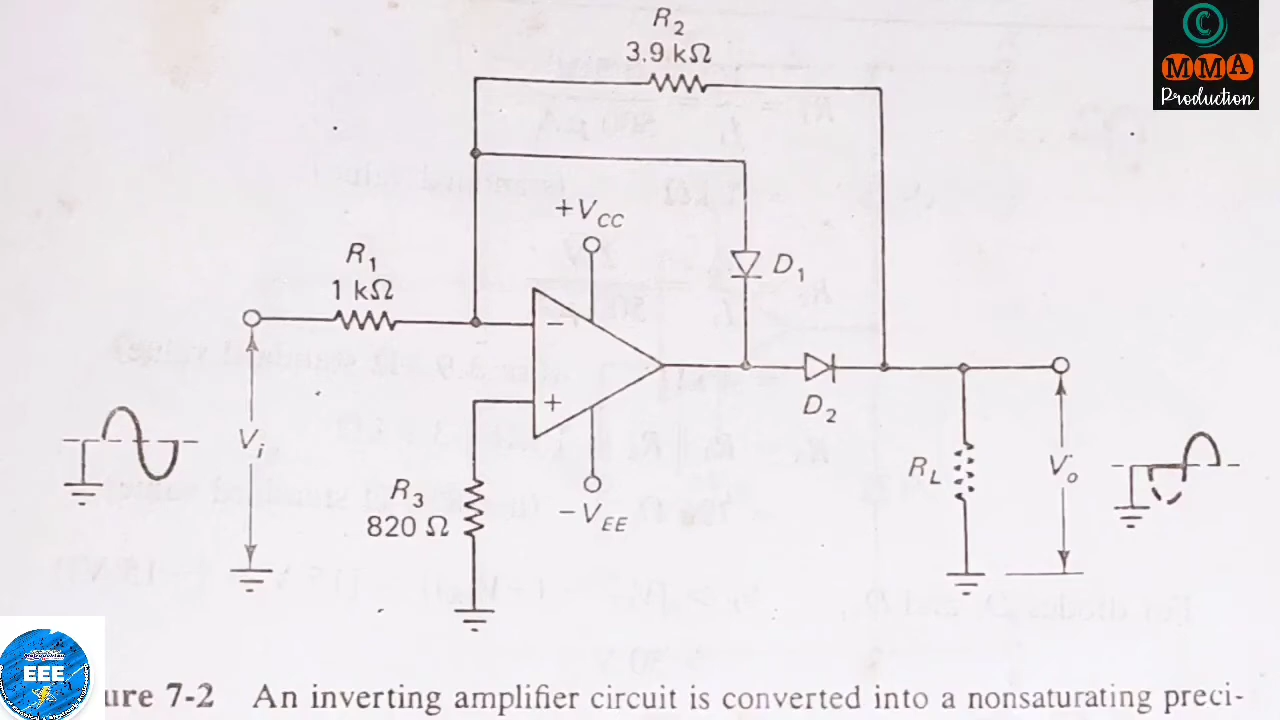 R2
3.9 kΩ
©
MMA
Production
+VCC
R1
1 kΩ
D1
−
+
D2
Vi
RL
Vo
R3
820 Ω
−VEE
EEE
ure 7-2 An inverting amplifier circuit is converted into a nonsaturating preci-